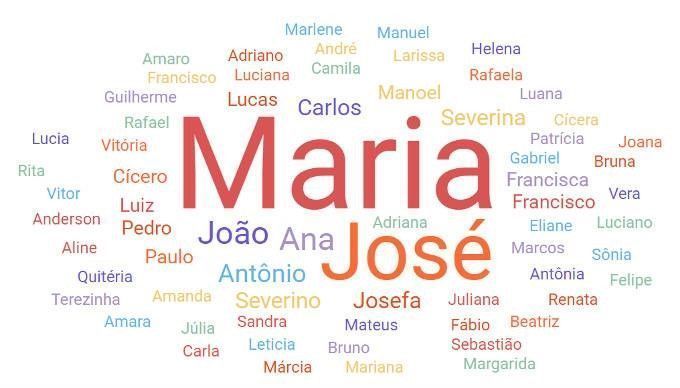 Marlene
Manuel
Amaro
Adriano
André
Larissa
Helena
Francisco
Luciana
Camila
Rafaela
Guilherme
Lucas
Carlos
Manoel
Luana
Lucia
Rafael
Vitória
Maria
Severina
Cícera
Patrícia
Joana
Rita
Cícero
Gabriel
Bruna
Vitor
Francisca
Vera
Luiz
Francisco
Anderson
Pedro
João
Ana
Adriana
José
Eliane
Luciano
Aline
Paulo
Marcos
Sônia
Quitéria
Antônio
Antônia
Felipe
Terezinha
Amanda
Severino
Josefa
Juliana
Renata
Amara
Júlia
Sandra
Mateus
Fábio
Beatriz
Carla
Leticia
Bruno
Sebastião
Márcia
Mariana
Margarida